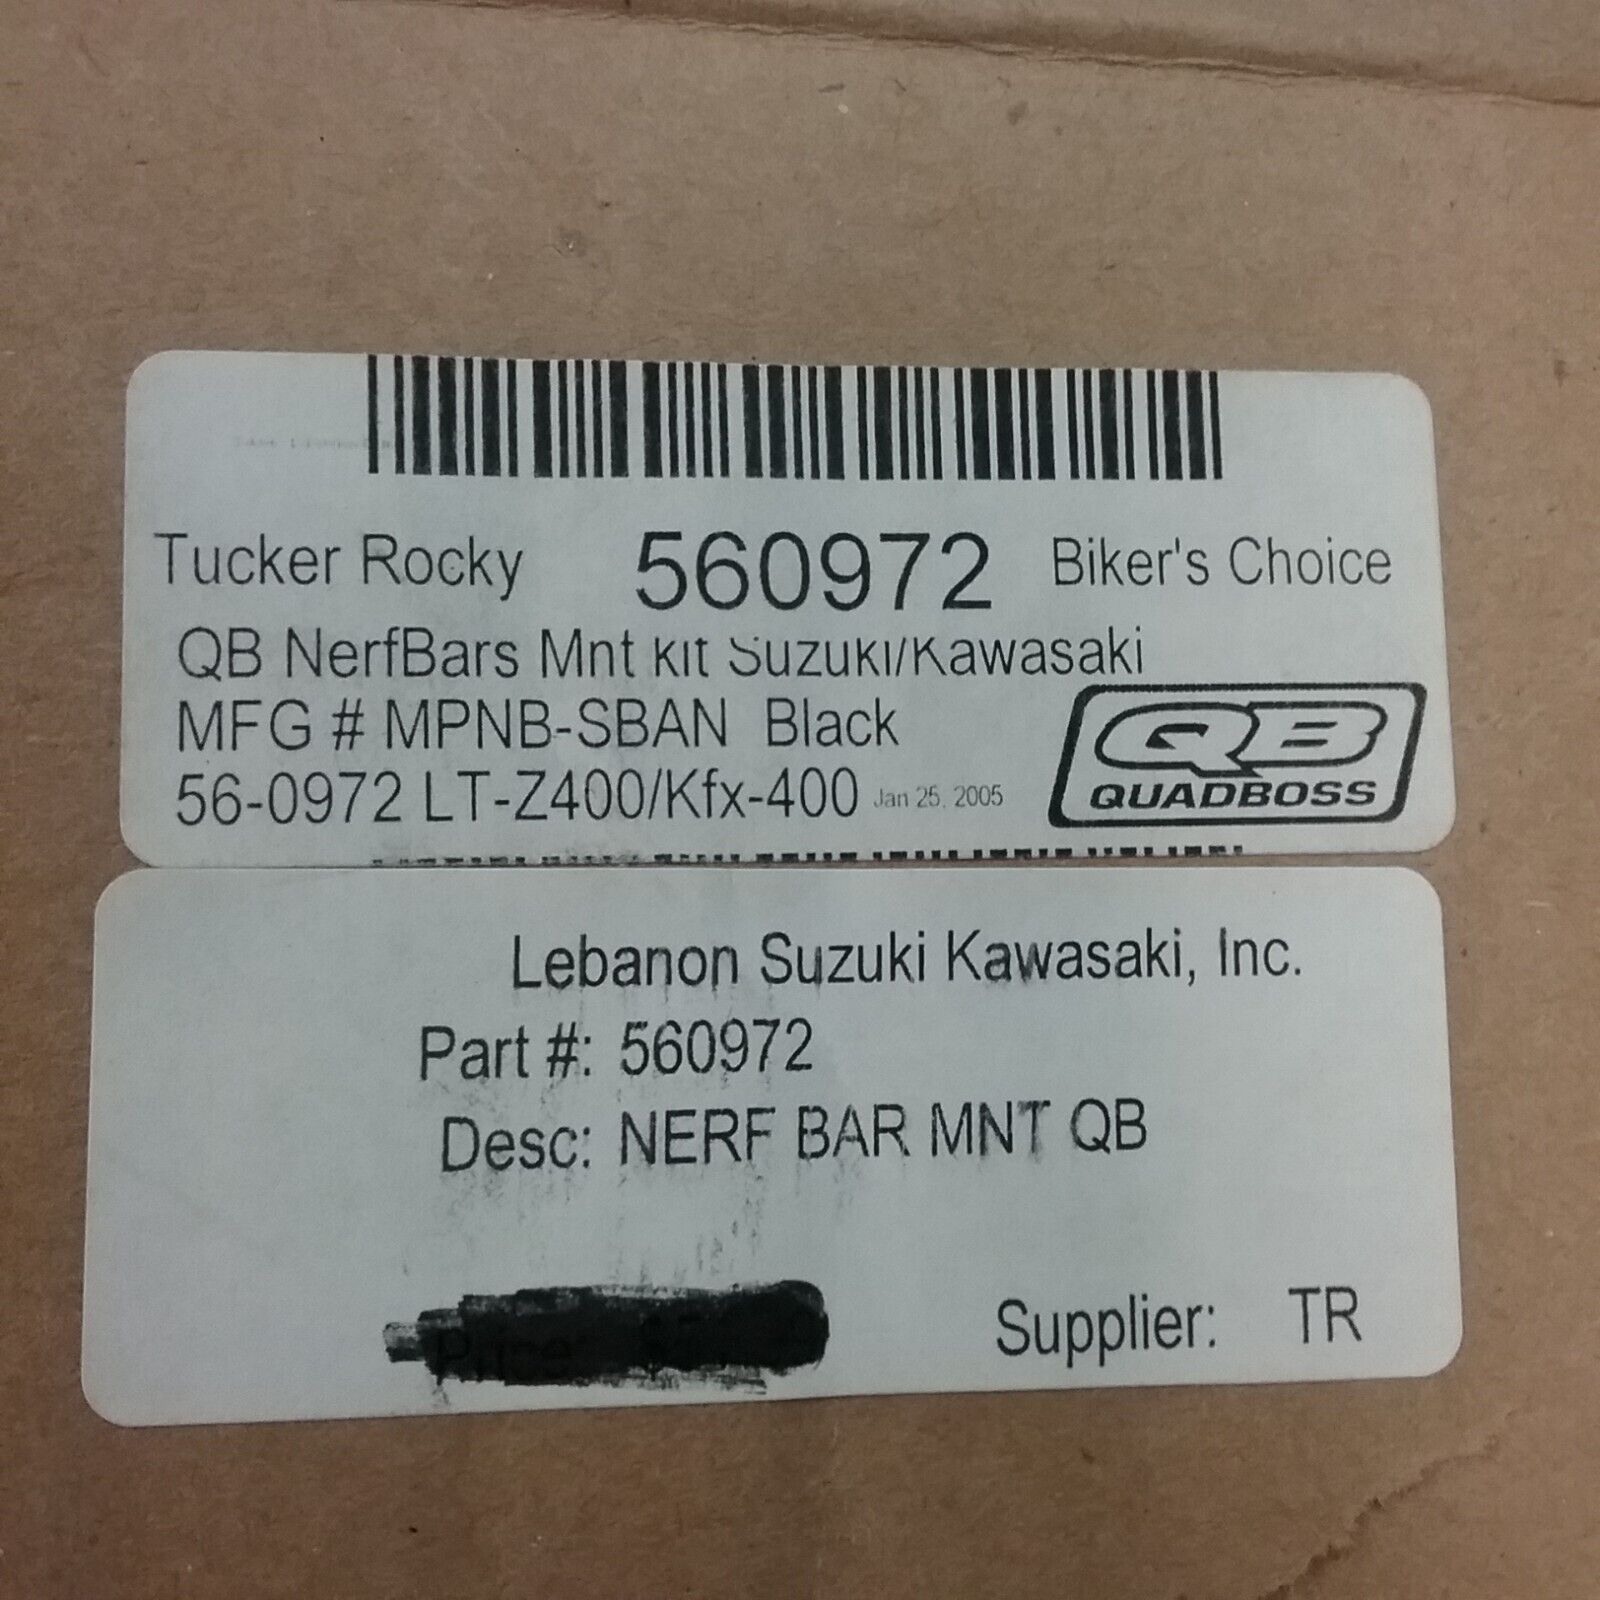 Tucker Rocky 560972 Biker's Choice
QB NerfBars Mnt kit Suzuki/Kawasaki
MFG # MPNB-SBAN Black
56-0972 LT-Z400/Kfx-400 Jan 25, 2005
QB
QUADBOSS
Lebanon Suzuki Kawasaki, Inc.
Part #: 560972
Desc: NERF BAR MNT QB
Price:
Supplier: TR